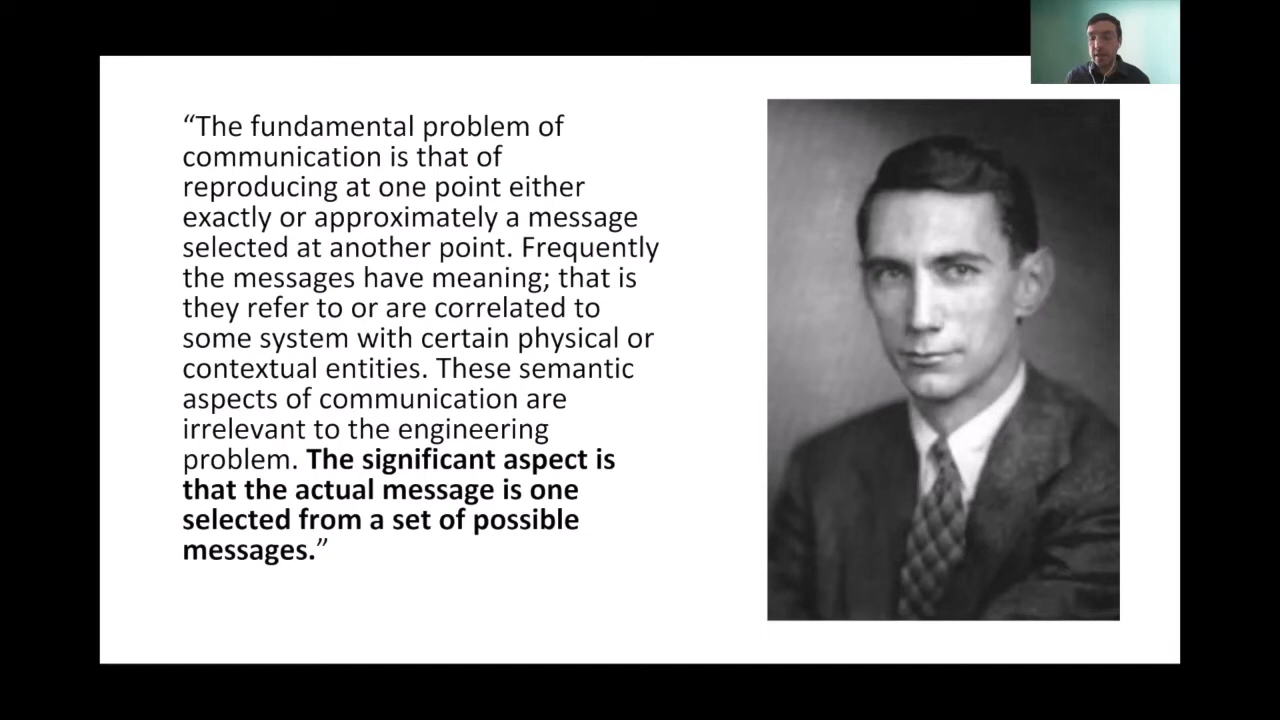 “The fundamental problem of
communication is that of
reproducing at one point either
exactly or approximately a message
selected at another point. Frequently
the messages have meaning; that is
they refer to or are correlated to
some system with certain physical or
contextual entities. These semantic
aspects of communication are
irrelevant to the engineering
problem. The significant aspect is
that the actual message is one
selected from a set of possible
messages.”